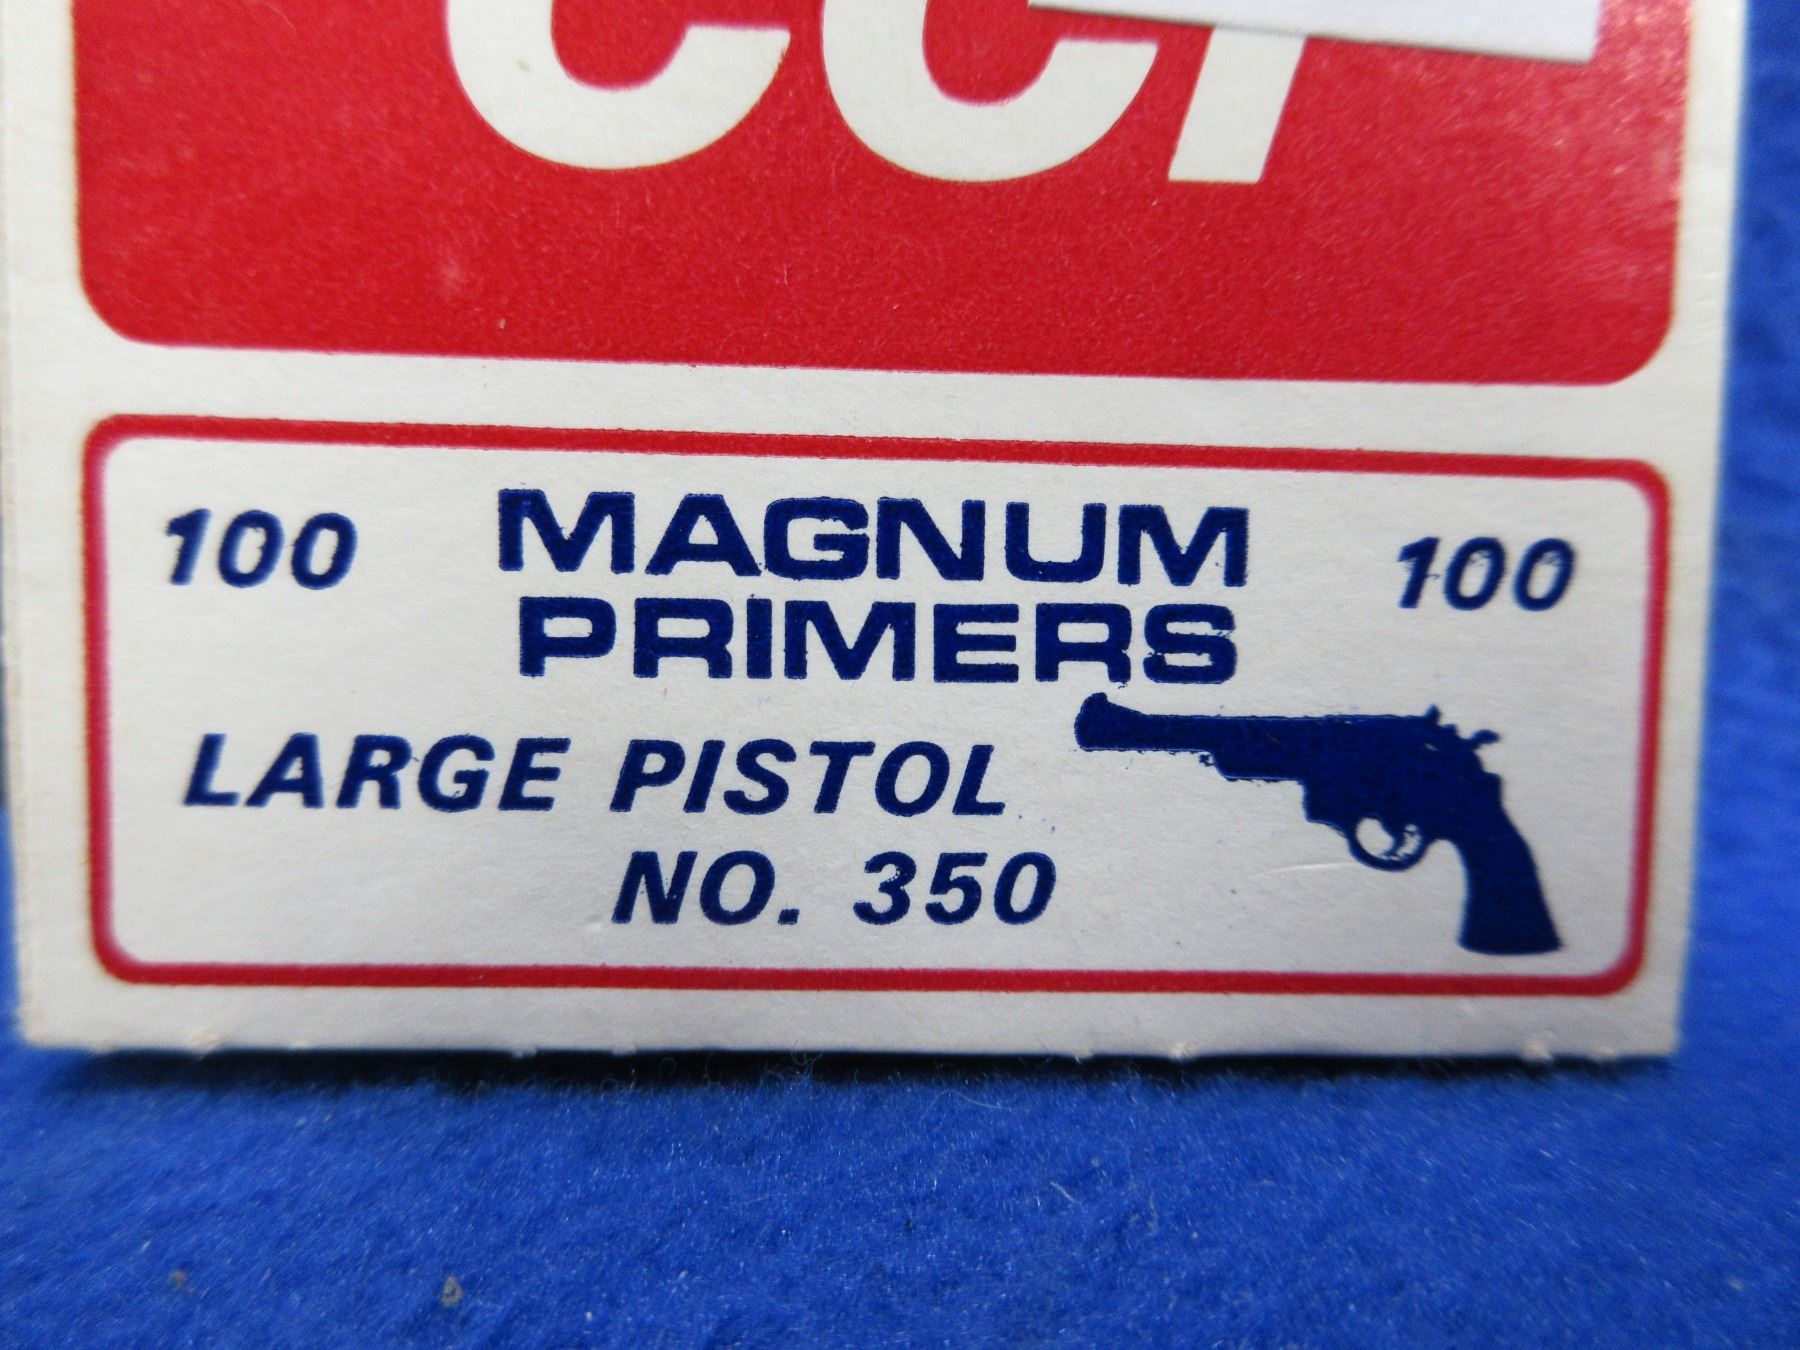 CCI
100 MAGNUM 100
PRIMERS
LARGE PISTOL
NO. 350